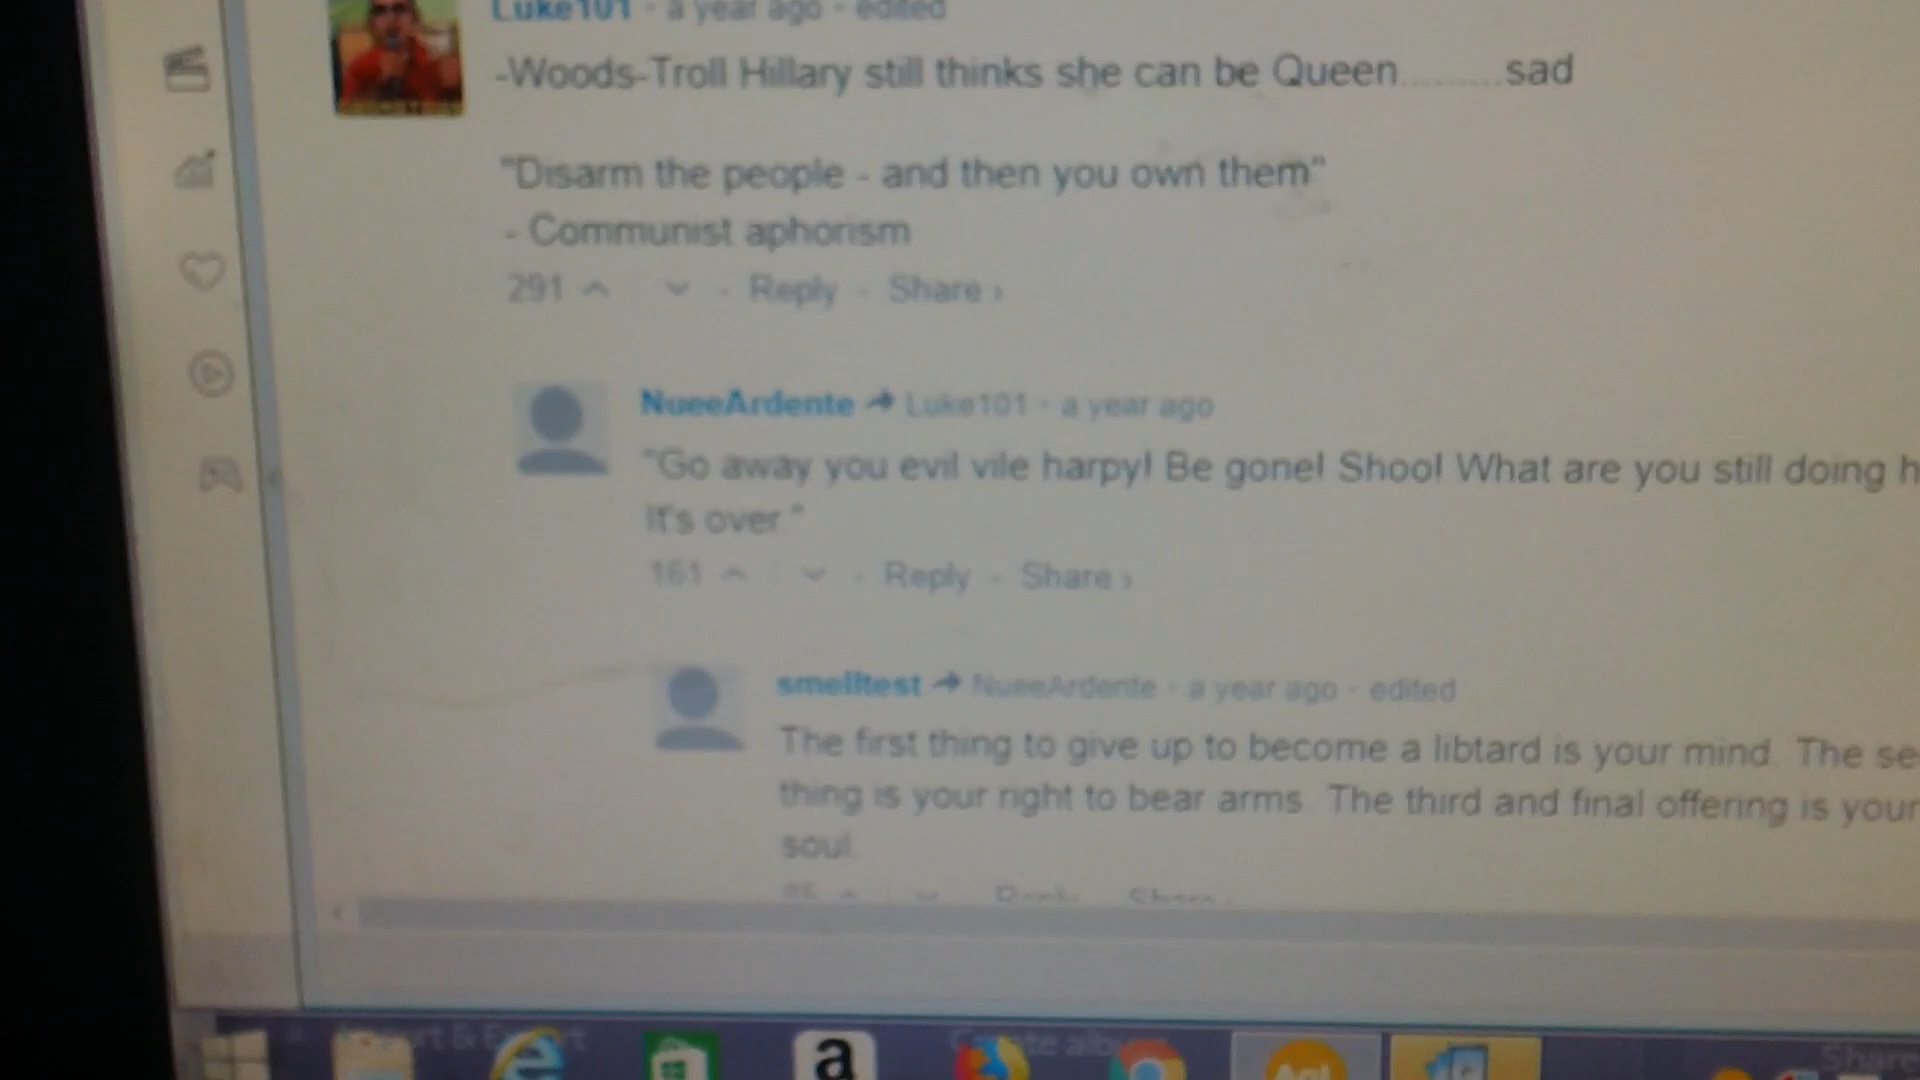 Luke101 · a year ago · edited
-Woods-Troll Hillary still thinks she can be Queen.........sad
"Disarm the people - and then you own them"
- Communist aphorism
291 · Reply · Share ›
NueeArdente → Luke101 · a year ago
"Go away you evil vile harpy! Be gone! Shoo! What are you still doing h
It's over."
161 · Reply · Share ›
smelltest → NueeArdente · a year ago · edited
The first thing to give up to become a libtard is your mind. The se
thing is your right to bear arms. The third and final offering is your
soul.
Reply Share
a
Share